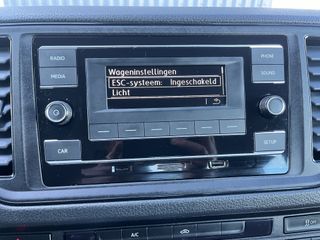 RADIO
MEDIA
CAR
Wageninstellingen
ESC-systeem: Ingeschakeld
Licht
PHONE
SOUND
SETUP
A/C